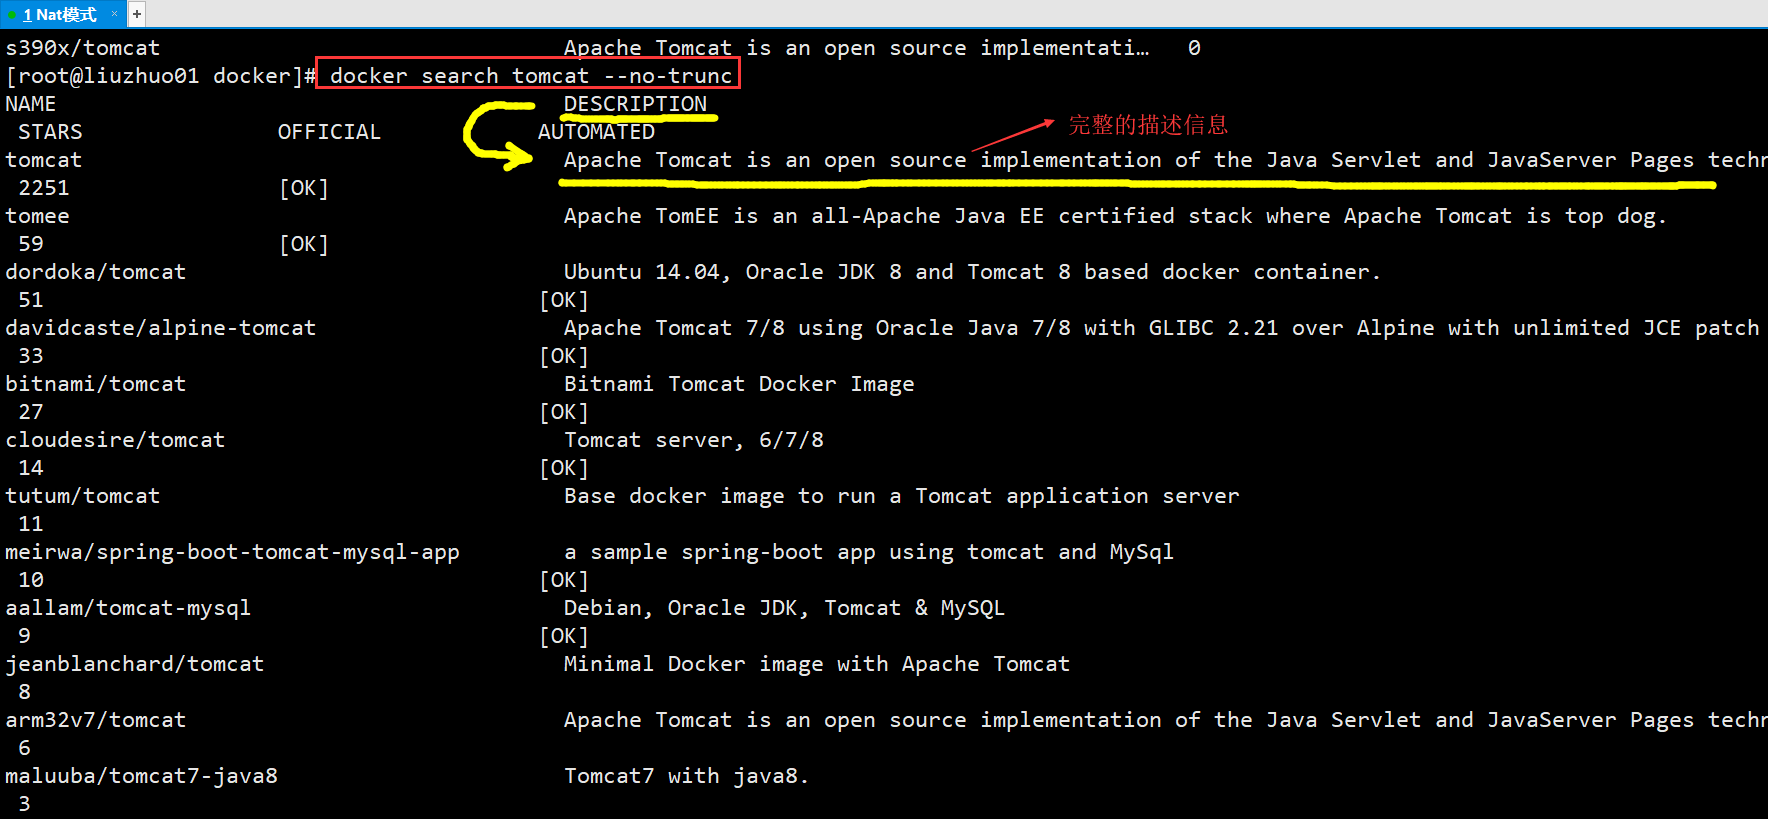 1 Nat模式 × +
s390x/tomcat Apache Tomcat is an open source implementati… 0
[root@liuzhuo01 docker]# docker search tomcat --no-trunc
NAME DESCRIPTION
STARS OFFICIAL AUTOMATED
完整的描述信息
tomcat Apache Tomcat is an open source implementation of the Java Servlet and JavaServer Pages techn
2251 [OK]
tomee Apache TomEE is an all-Apache Java EE certified stack where Apache Tomcat is top dog.
59 [OK]
dordoka/tomcat Ubuntu 14.04, Oracle JDK 8 and Tomcat 8 based docker container.
51 [OK]
davidcaste/alpine-tomcat Apache Tomcat 7/8 using Oracle Java 7/8 with GLIBC 2.21 over Alpine with unlimited JCE patch
33 [OK]
bitnami/tomcat Bitnami Tomcat Docker Image
27 [OK]
cloudesire/tomcat Tomcat server, 6/7/8
14 [OK]
tutum/tomcat Base docker image to run a Tomcat application server
11
meirwa/spring-boot-tomcat-mysql-app a sample spring-boot app using tomcat and MySql
10 [OK]
aallam/tomcat-mysql Debian, Oracle JDK, Tomcat & MySQL
9 [OK]
jeanblanchard/tomcat Minimal Docker image with Apache Tomcat
8
arm32v7/tomcat Apache Tomcat is an open source implementation of the Java Servlet and JavaServer Pages techn
6
maluuba/tomcat7-java8 Tomcat7 with java8.
3